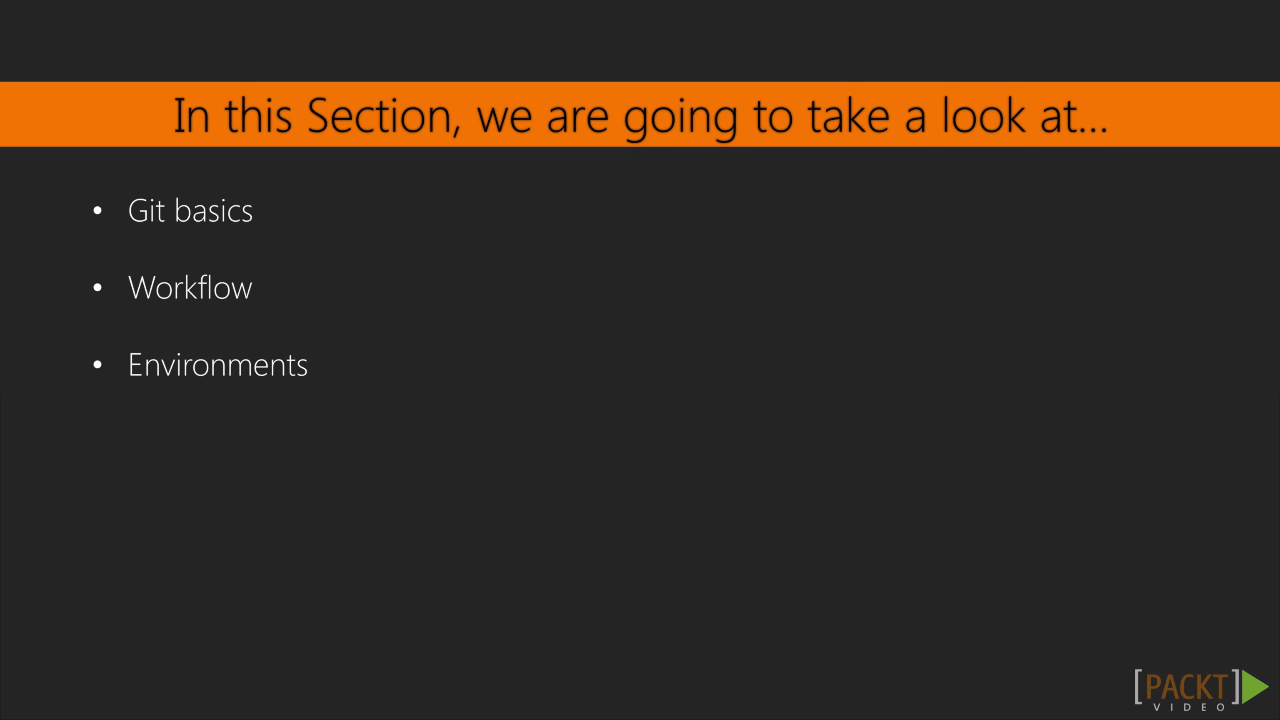 In this Section, we are going to take a look at...
• Git basics
• Workflow
• Environments
[PACKT]
VIDEO